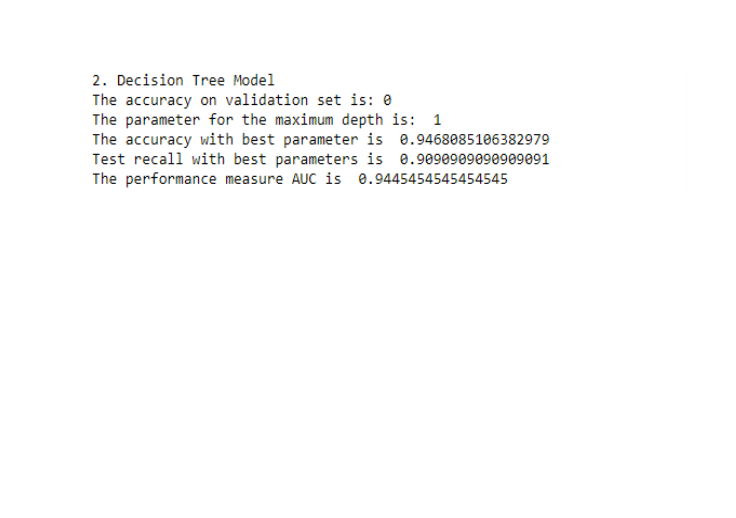 2. Decision Tree Model
The accuracy on validation set is: 0
The parameter for the maximum depth is:  1
The accuracy with best parameter is  0.9468085106382979
Test recall with best parameters is  0.9090909090909091
The performance measure AUC is  0.9445454545454545